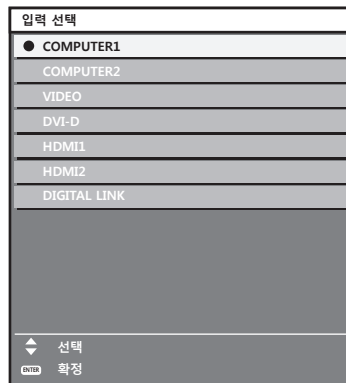 입력 선택
COMPUTER1
COMPUTER2
VIDEO
DVI-D
HDMI1
HDMI2
DIGITAL LINK
선택
ENTER 확정